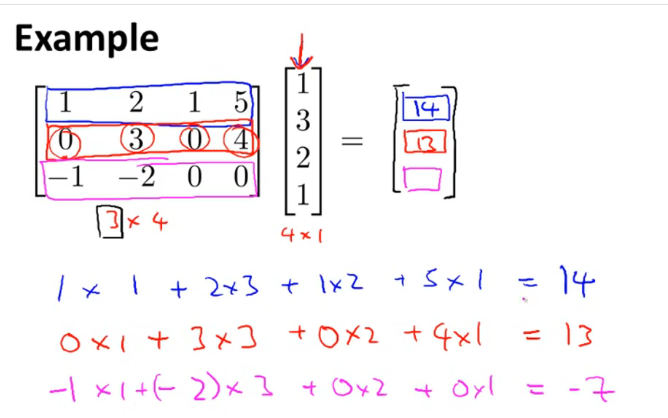 Example
1 2 1 5 1 14
0 3 0 4 3 = 13
-1 -2 0 0 2
1
3 × 4
4 × 1
1 × 1 + 2×3 + 1×2 + 5×1 = 14
0×1 + 3×3 + 0×2 + 4×1 = 13
-1 ×1+(-2)×3 + 0×2 + 0×1 = -7